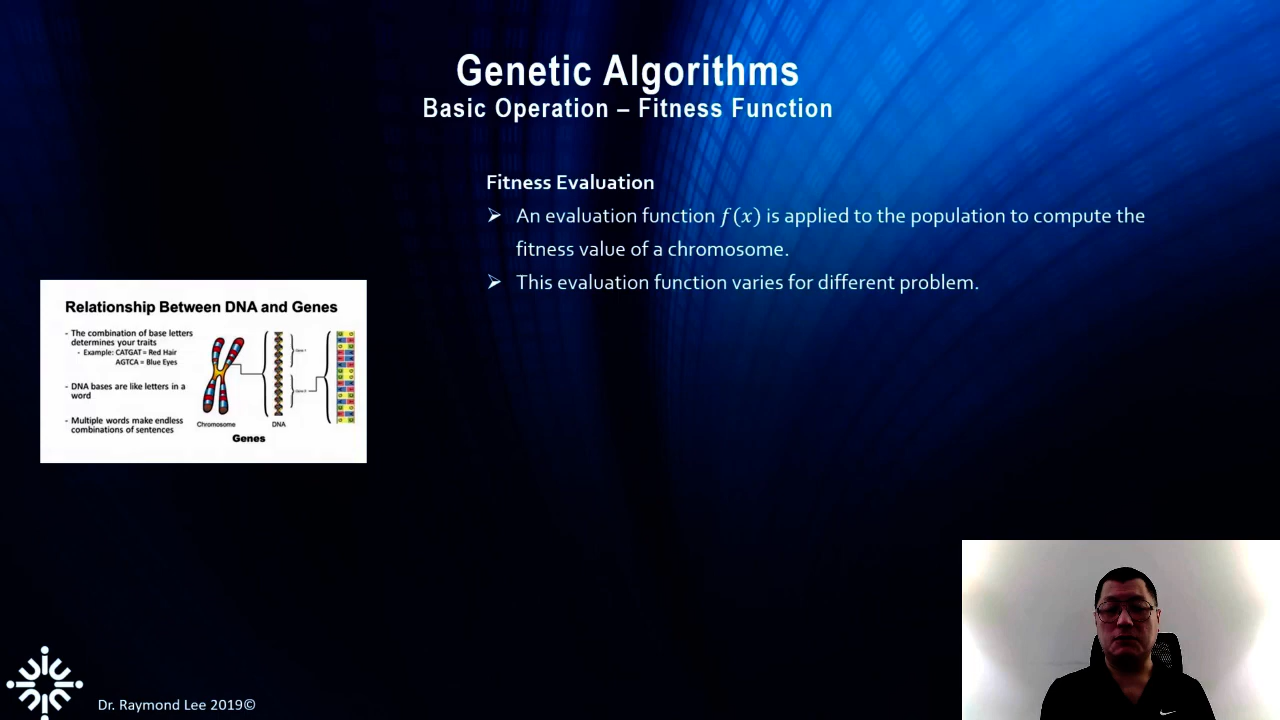 Genetic Algorithms
Basic Operation – Fitness Function
Fitness Evaluation
➢ An evaluation function f(x) is applied to the population to compute the
fitness value of a chromosome.
➢ This evaluation function varies for different problem.
Relationship Between DNA and Genes
- The combination of base letters
determines your traits
- Example: CATGAT = Red Hair
AGTCA = Blue Eyes
- DNA bases are like letters in a
word
- Multiple words make endless
combinations of sentences
Chromosome
DNA
Genes
Dr. Raymond Lee 2019©